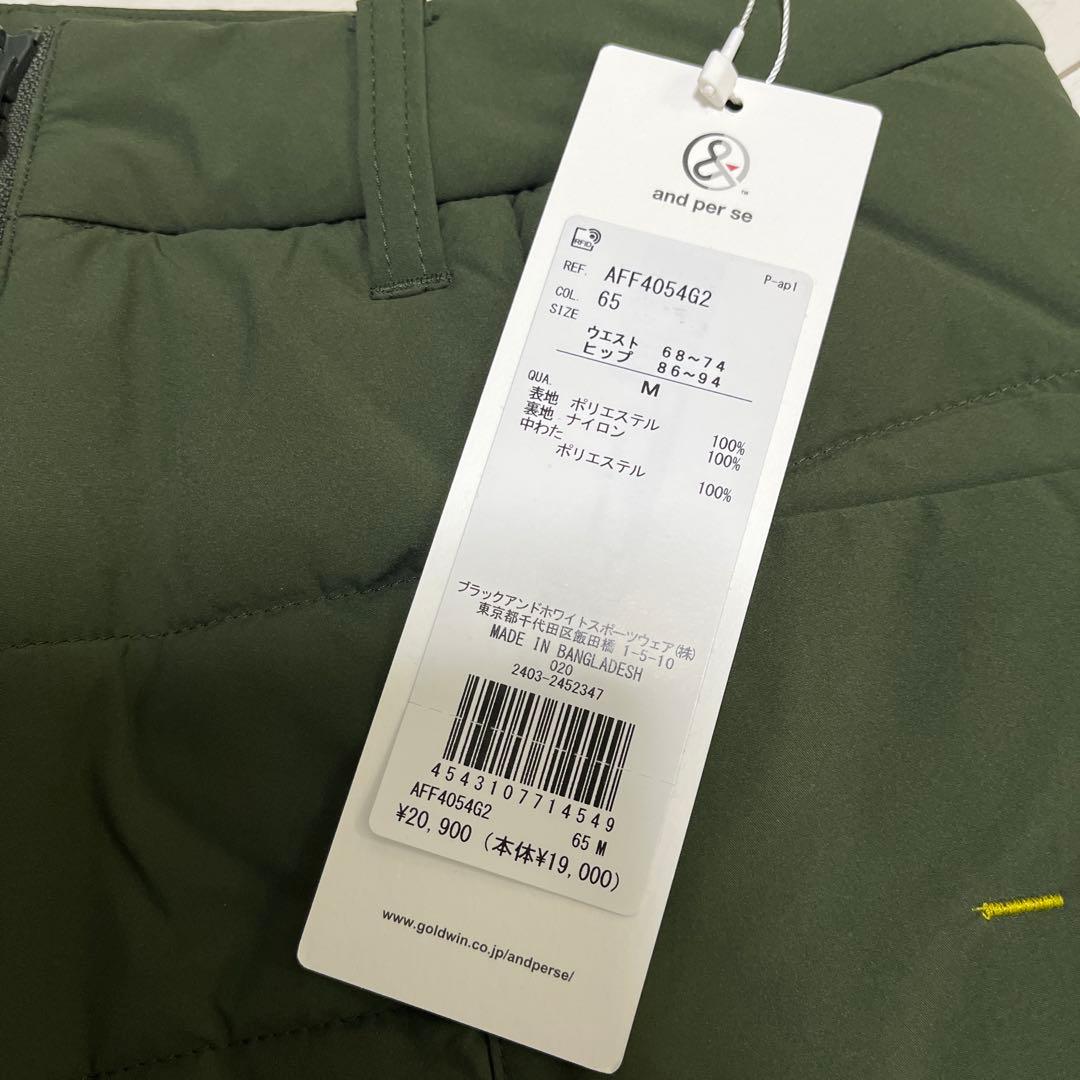 &
TM
and per se
RFID
P-apl
REF. AFF4054G2
COL. 65
SIZE
ウエスト 68～74
ヒップ 86～94
M
QUA.
表地 ポリエステル 100%
裏地 ナイロン 100%
中わた
ポリエステル 100%
ブラックアンドホワイトスポーツウェア(株)
東京都千代田区飯田橋 1-5-10
MADE IN BANGLADESH
020
2403-2452347
4543107714549
AFF4054G2 65 M
¥20,900 (本体¥19,000)
www.goldwin.co.jp/andperse/